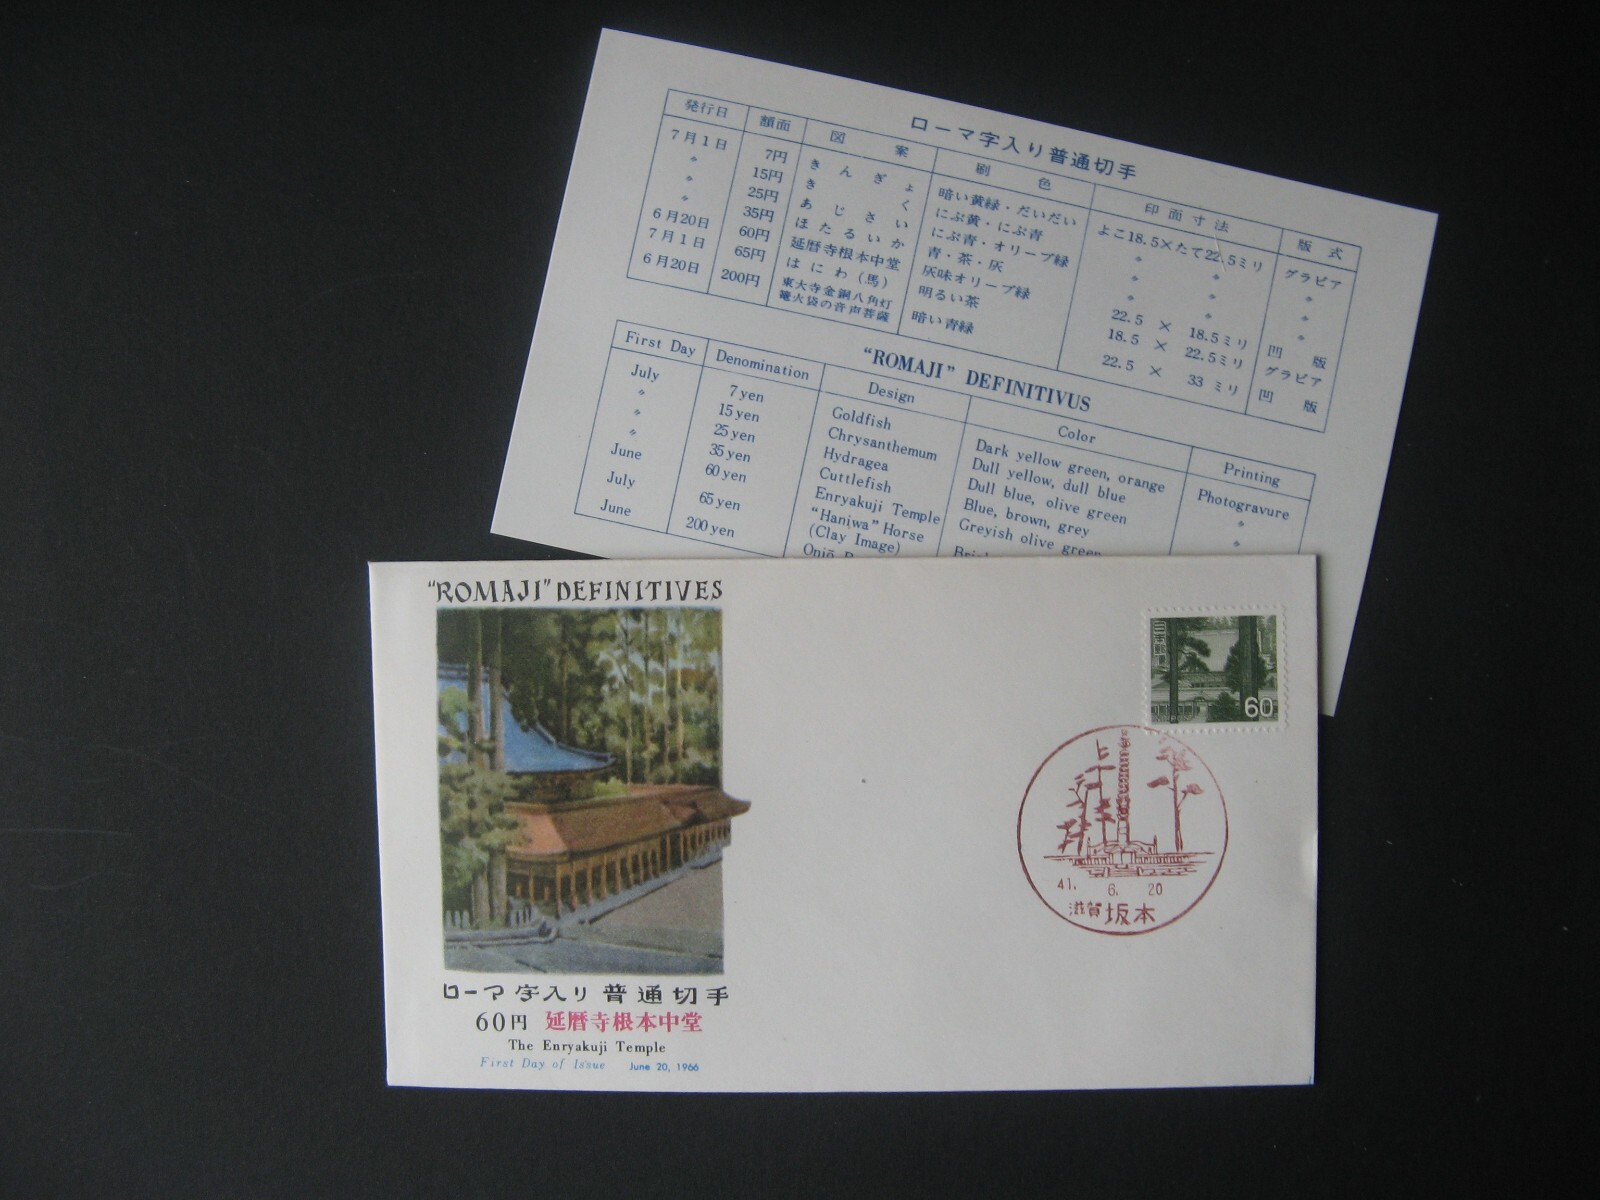 ローマ字入り普通切手
発行日 額面 図案 刷色 印面寸法 版式
7月1日 7円 きんぎょ 暗い黄緑・だいだい よこ18.5×たて22.5ミリ グラビア
〃 15円 きく にぶ黄・にぶ青 〃 〃 〃
〃 25円 あじさい にぶ青・オリーブ緑 〃 〃 〃
〃 35円 ほたるいか 青・茶・灰 〃 〃 〃
6月20日 60円 延暦寺根本中堂 灰味オリーブ緑 22.5 × 18.5ミリ 凹版
7月1日 65円 はにわ(馬) 明るい茶 18.5 × 22.5ミリ グラビア
6月20日 200円 東大寺金銅八角灯 暗い青緑 22.5 × 33ミリ 凹版
篭火袋の音声菩薩
"ROMAJI" DEFINITIVUS
First Day Denomination Design Color Printing
July 7 yen Goldfish Dark yellow green, orange Photogravure
〃 15 yen Chrysanthemum Dull yellow, dull blue 〃
〃 25 yen Hydragea Dull blue, olive green 〃
〃 35 yen Cuttlefish Blue, brown, grey
June 60 yen Enryakuji Temple Greyish olive green
July 65 yen "Haniwa" Horse
(Clay Image)
June 200 yen
"ROMAJI" DEFINITIVES
日本郵便
60
41. 6. 20
滋賀 坂本
ローマ字入り普通切手
60円 延暦寺根本中堂
The Enryakuji Temple
First Day of Issue June 20, 1966